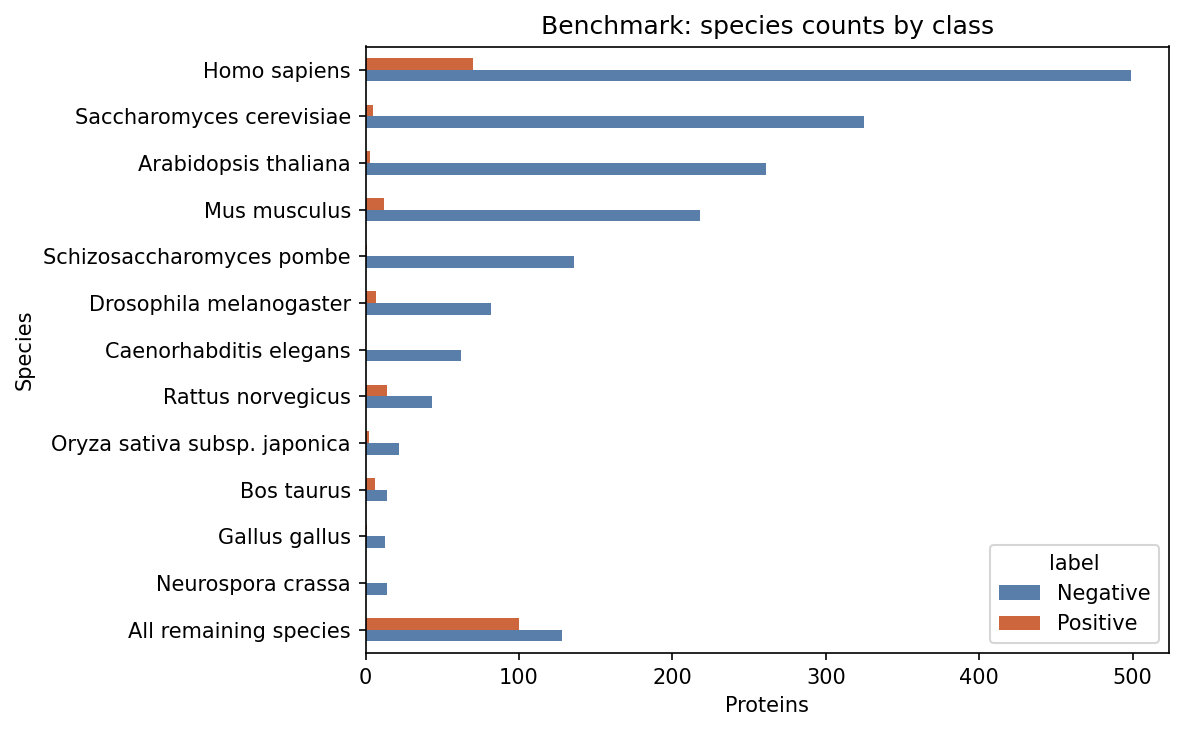 Benchmark: species counts by class
Species
Homo sapiens
Saccharomyces cerevisiae
Arabidopsis thaliana
Mus musculus
Schizosaccharomyces pombe
Drosophila melanogaster
Caenorhabditis elegans
Rattus norvegicus
Oryza sativa subsp. japonica
Bos taurus
Gallus gallus
Neurospora crassa
All remaining species
label
Negative
Positive
0 100 200 300 400 500
Proteins